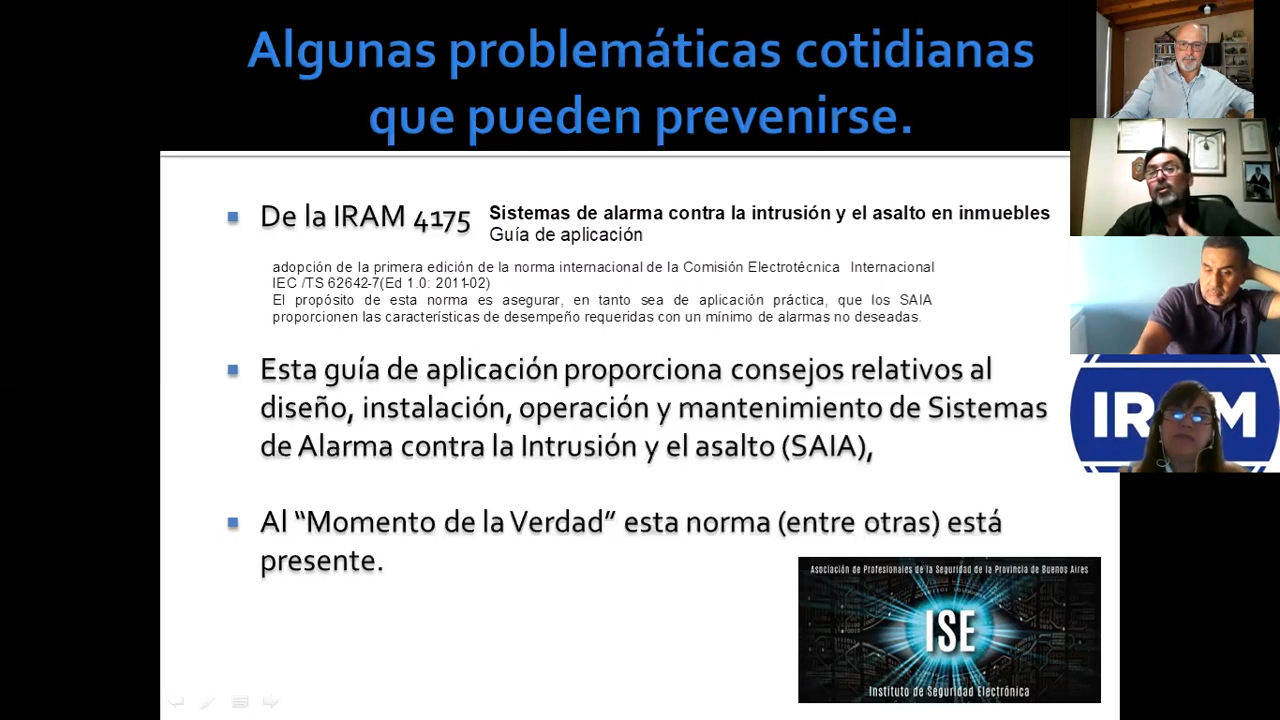 Algunas problemáticas cotidianas
que pueden prevenirse.
De la IRAM 4175
Sistemas de alarma contra la intrusión y el asalto en inmuebles
Guía de aplicación
adopción de la primera edición de la norma internacional de la Comisión Electrotécnica Internacional
IEC /TS 62642-7(Ed 1.0: 2011-02)
El propósito de esta norma es asegurar, en tanto sea de aplicación práctica, que los SAIA
proporcionen las características de desempeño requeridas con un mínimo de alarmas no deseadas.
Esta guía de aplicación proporciona consejos relativos al
diseño, instalación, operación y mantenimiento de Sistemas
de Alarma contra la Intrusión y el asalto (SAIA),
Al “Momento de la Verdad” esta norma (entre otras) está
presente.
Asociación de Profesionales de la Seguridad de la Provincia de Buenos Aires
ISE
Instituto de Seguridad Electrónica